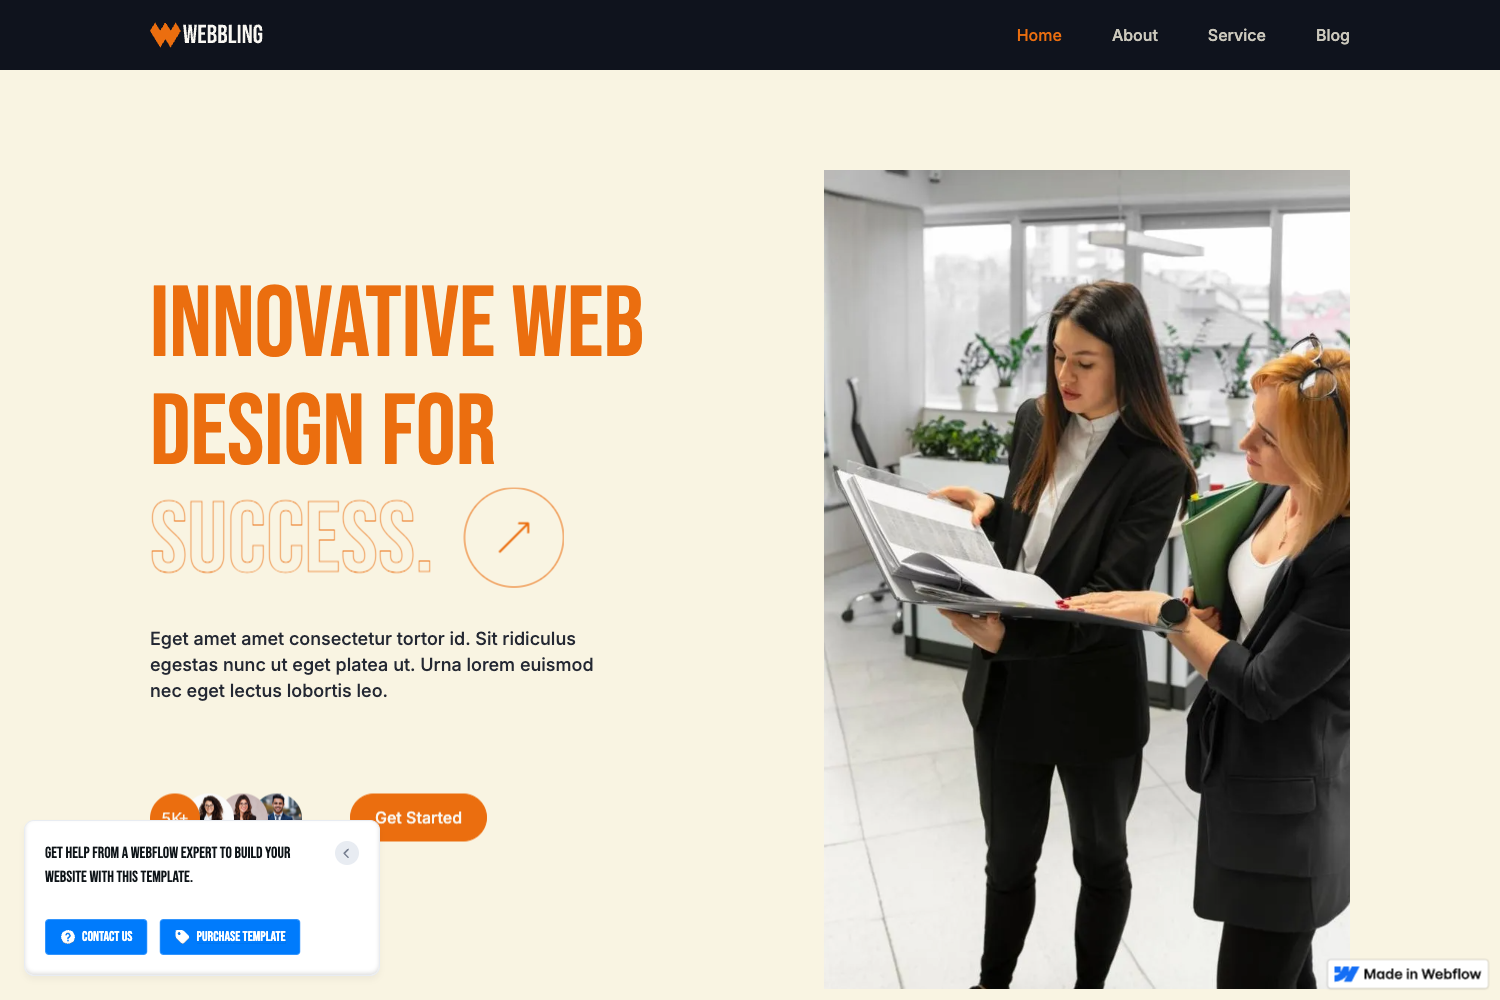 WEBBLING
Home About Service Blog
INNOVATIVE WEB
DESIGN FOR
SUCCESS.
Eget amet amet consectetur tortor id. Sit ridiculus
egestas nunc ut eget platea ut. Urna lorem euismod
nec eget lectus lobortis leo.
5K+
Get Started
GET HELP FROM A WEBFLOW EXPERT TO BUILD YOUR
WEBSITE WITH THIS TEMPLATE.
CONTACT US PURCHASE TEMPLATE
Made in Webflow